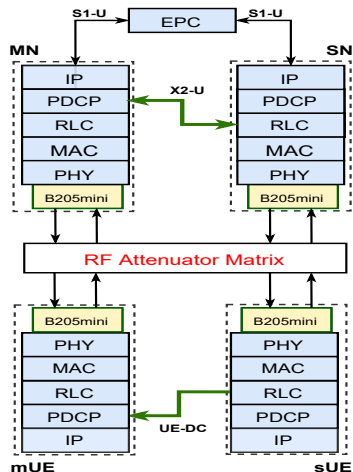 S1-U
EPC
S1-U
MN
SN
IP
PDCP
RLC
MAC
PHY
B205mini
X2-U
IP
PDCP
RLC
MAC
PHY
B205mini
RF Attenuator Matrix
B205mini
PHY
MAC
RLC
PDCP
IP
mUE
UE-DC
B205mini
PHY
MAC
RLC
PDCP
IP
sUE